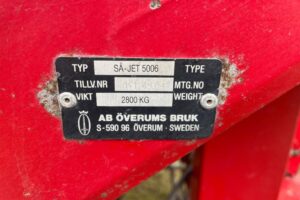 TYP SÅ-JET 5006 TYPE
TILLV.NR MTG.NO
VIKT 2800 KG WEIGHT
AB ÖVERUMS BRUK
S-590 96 ÖVERUM - SWEDEN